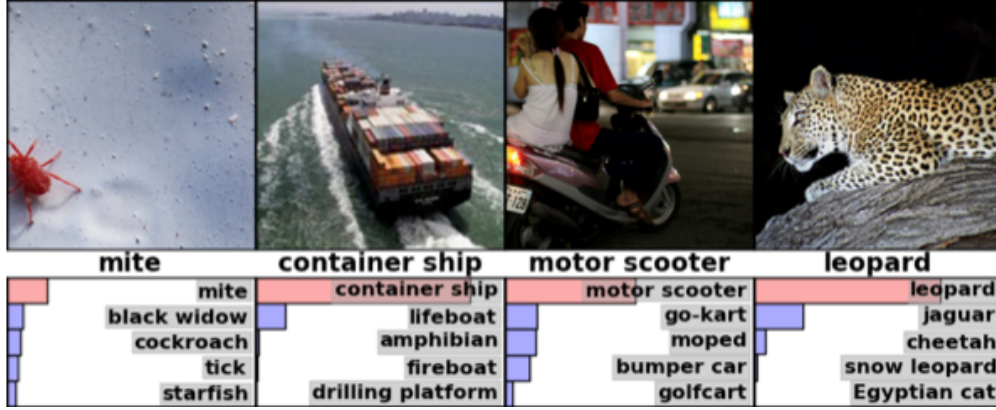 mite
container ship
motor scooter
leopard
mite
black widow
cockroach
tick
starfish
container ship
lifeboat
amphibian
fireboat
drilling platform
motor scooter
go-kart
moped
bumper car
golfcart
leopard
jaguar
cheetah
snow leopard
Egyptian cat